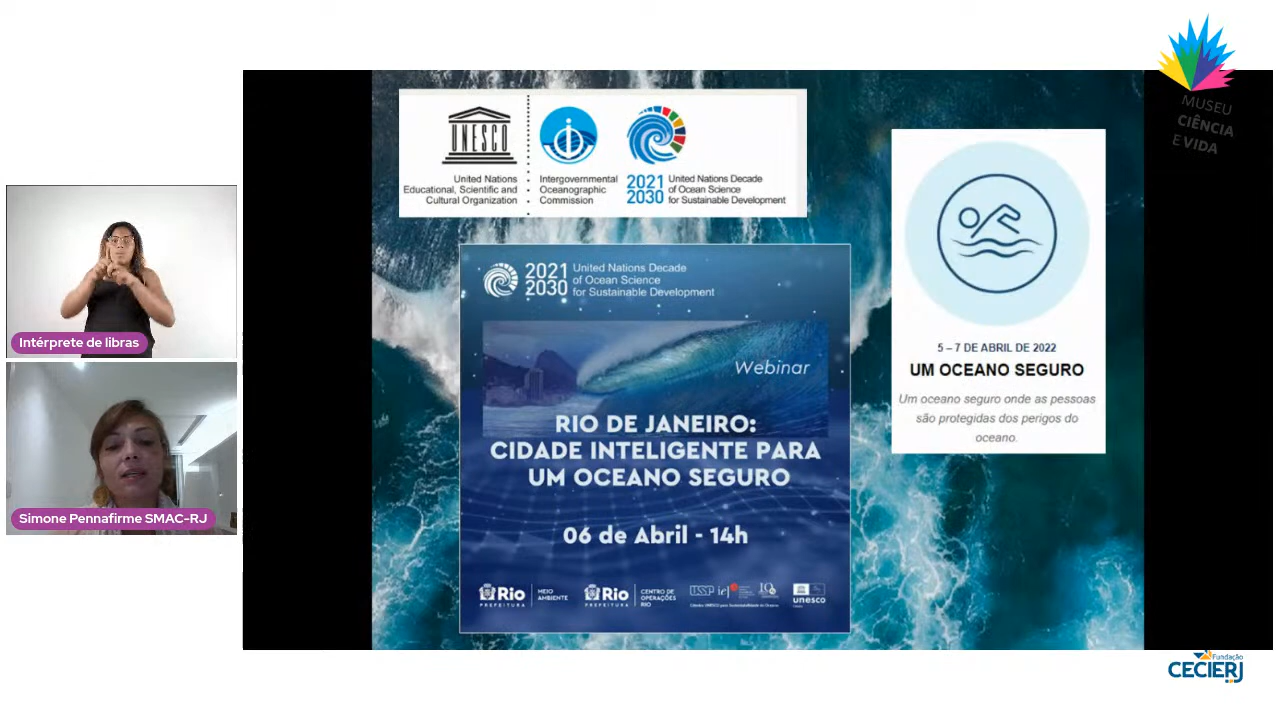 MUSEU
CIÊNCIA
E VIDA
UNESCO
United Nations
Educational, Scientific and
Cultural Organization
Intergovernmental
Oceanographic
Commission
2021
2030
United Nations Decade
of Ocean Science
for Sustainable Development
2021
2030
United Nations Decade
of Ocean Science
for Sustainable Development
Webinar
RIO DE JANEIRO:
CIDADE INTELIGENTE PARA
UM OCEANO SEGURO
06 de Abril - 14h
Rio
PREFEITURA
MEIO
AMBIENTE
Rio
PREFEITURA
CENTRO DE
OPERAÇÕES
RIO
USP
unesco
5 – 7 DE ABRIL DE 2022
UM OCEANO SEGURO
Um oceano seguro onde as pessoas
são protegidas dos perigos do
oceano.
Intérprete de libras
Simone Pennafirme SMAC-RJ
Fundação
CECIERJ